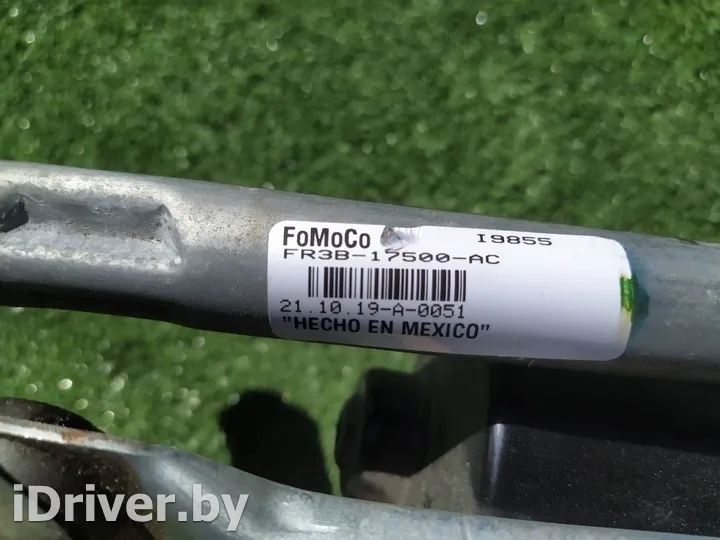 FoMoCo I9855
FR3B-17500-AC
21.10.19-A-0051
"HECHO EN MEXICO"
iDriver.by